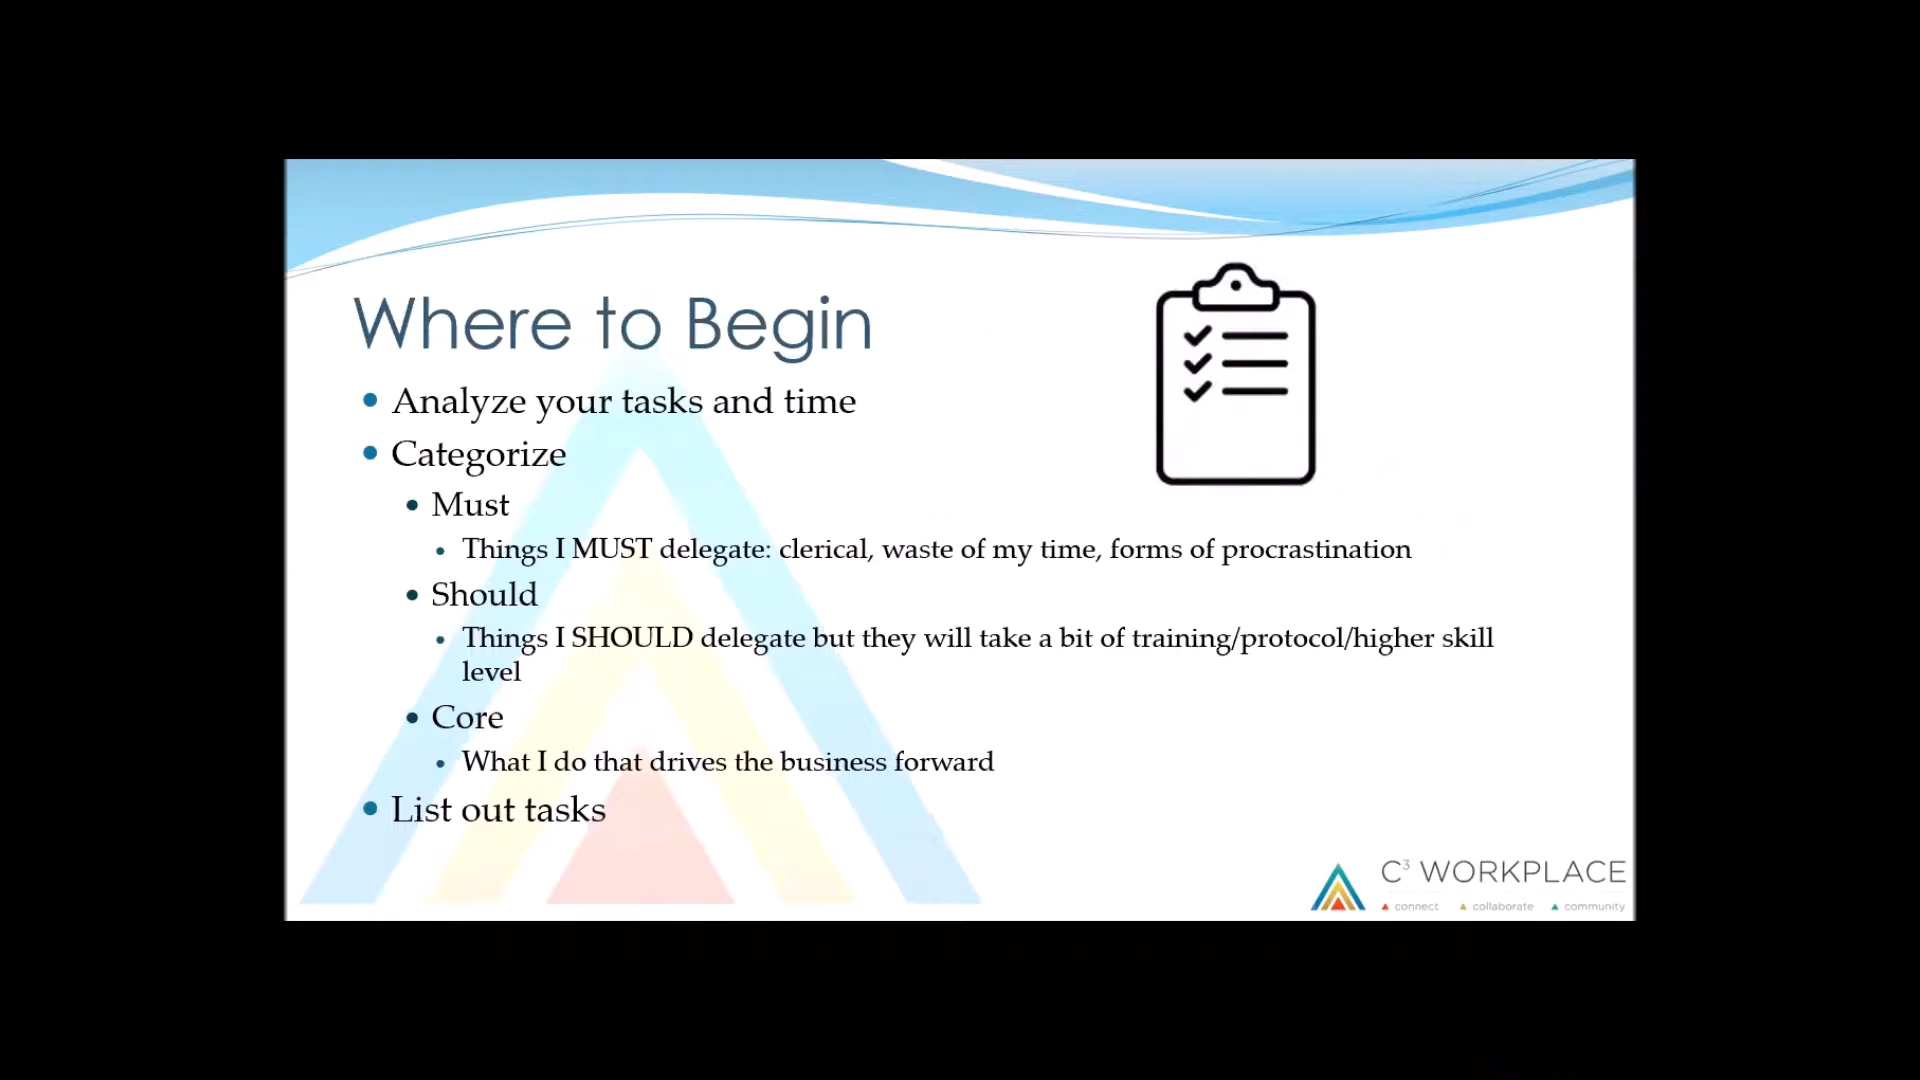 Where to Begin
Analyze your tasks and time
Categorize
Must
Things I MUST delegate: clerical, waste of my time, forms of procrastination
Should
Things I SHOULD delegate but they will take a bit of training/protocol/higher skill
level
Core
What I do that drives the business forward
List out tasks
C³ WORKPLACE
connect collaborate community